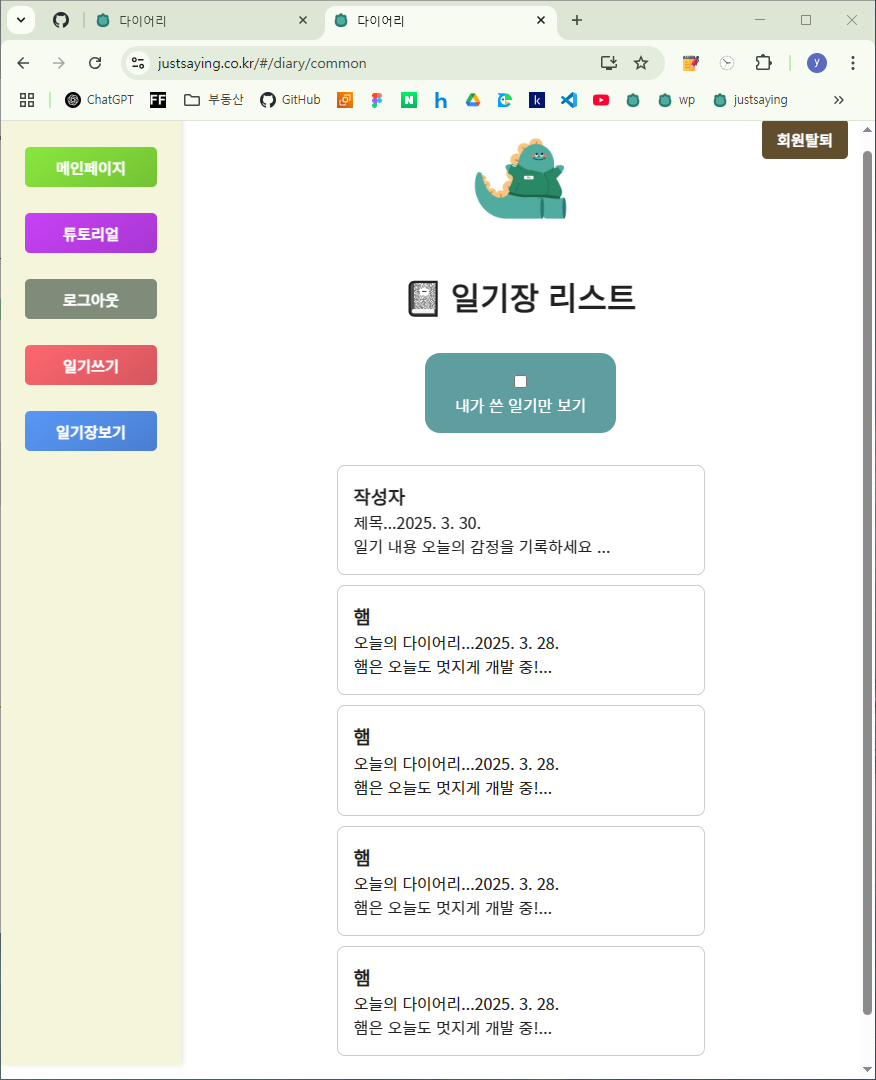 다이어리
다이어리
justsaying.co.kr/#/diary/common
y
ChatGPT
FF
부동산
GitHub
N
h
k
wp
justsaying
메인페이지
튜토리얼
로그아웃
일기쓰기
일기장보기
회원탈퇴
일기장 리스트
내가 쓴 일기만 보기
작성자
제목...2025. 3. 30.
일기 내용 오늘의 감정을 기록하세요 ...
햄
오늘의 다이어리...2025. 3. 28.
햄은 오늘도 멋지게 개발 중!...
햄
오늘의 다이어리...2025. 3. 28.
햄은 오늘도 멋지게 개발 중!...
햄
오늘의 다이어리...2025. 3. 28.
햄은 오늘도 멋지게 개발 중!...
햄
오늘의 다이어리...2025. 3. 28.
햄은 오늘도 멋지게 개발 중!...